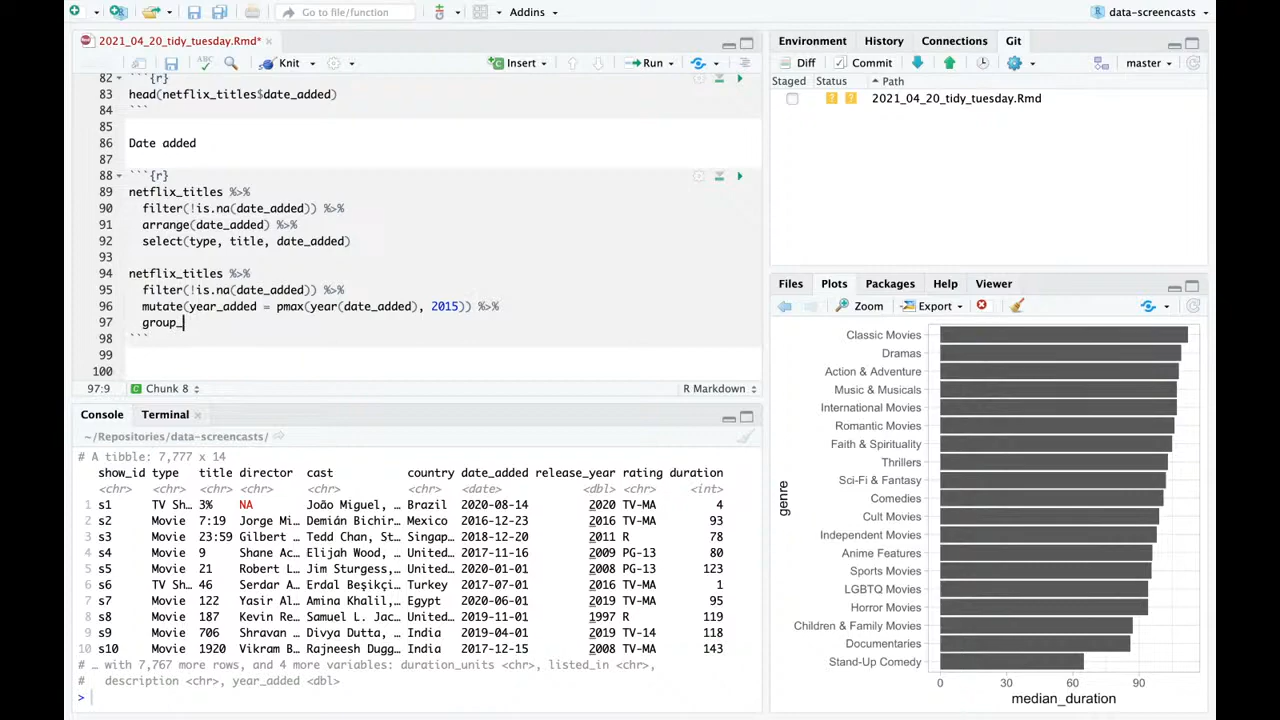 Go to file/function
Addins
data-screencasts
2021_04_20_tidy_tuesday.Rmd*
Knit
Insert
Run
82 ```{r}
83 head(netflix_titles$date_added)
84 ```
85
86 Date added
87
88 ```{r}
89 netflix_titles %>%
90 filter(!is.na(date_added)) %>%
91 arrange(date_added) %>%
92 select(type, title, date_added)
93
94 netflix_titles %>%
95 filter(!is.na(date_added)) %>%
96 mutate(year_added = pmax(year(date_added), 2015)) %>%
97 group_
98 ```
99
100
97:9 Chunk 8 R Markdown
Console Terminal
~/Repositories/data-screencasts/
# A tibble: 7,777 x 14
show_id type title director cast country date_added release_year rating duration
<chr> <chr> <chr> <chr> <chr> <chr> <date> <dbl> <chr> <int>
1 s1 TV Sh… 3% NA João Miguel, … Brazil 2020-08-14 2020 TV-MA 4
2 s2 Movie 7:19 Jorge Mi… Demián Bichir… Mexico 2016-12-23 2016 TV-MA 93
3 s3 Movie 23:59 Gilbert … Tedd Chan, St… Singap… 2018-12-20 2011 R 78
4 s4 Movie 9 Shane Ac… Elijah Wood, … United… 2017-11-16 2009 PG-13 80
5 s5 Movie 21 Robert L… Jim Sturgess,… United… 2020-01-01 2008 PG-13 123
6 s6 TV Sh… 46 Serdar A… Erdal Beşikçi… Turkey 2017-07-01 2016 TV-MA 1
7 s7 Movie 122 Yasir Al… Amina Khalil,… Egypt 2020-06-01 2019 TV-MA 95
8 s8 Movie 187 Kevin Re… Samuel L. Jac… United… 2019-11-01 1997 R 119
9 s9 Movie 706 Shravan … Divya Dutta, … India 2019-04-01 2019 TV-14 118
10 s10 Movie 1920 Vikram B… Rajneesh Dugg… India 2017-12-15 2008 TV-MA 143
# … with 7,767 more rows, and 4 more variables: duration_units <chr>, listed_in <chr>,
# description <chr>, year_added <dbl>
>
Environment History Connections Git
Diff Commit master
Staged Status Path
? ? 2021_04_20_tidy_tuesday.Rmd
Files Plots Packages Help Viewer
Zoom Export
Classic Movies
Dramas
Action & Adventure
Music & Musicals
International Movies
Romantic Movies
Faith & Spirituality
Thrillers
Sci-Fi & Fantasy
Comedies
Cult Movies
Independent Movies
Anime Features
Sports Movies
LGBTQ Movies
Horror Movies
Children & Family Movies
Documentaries
Stand-Up Comedy
genre
0 30 60 90
median_duration